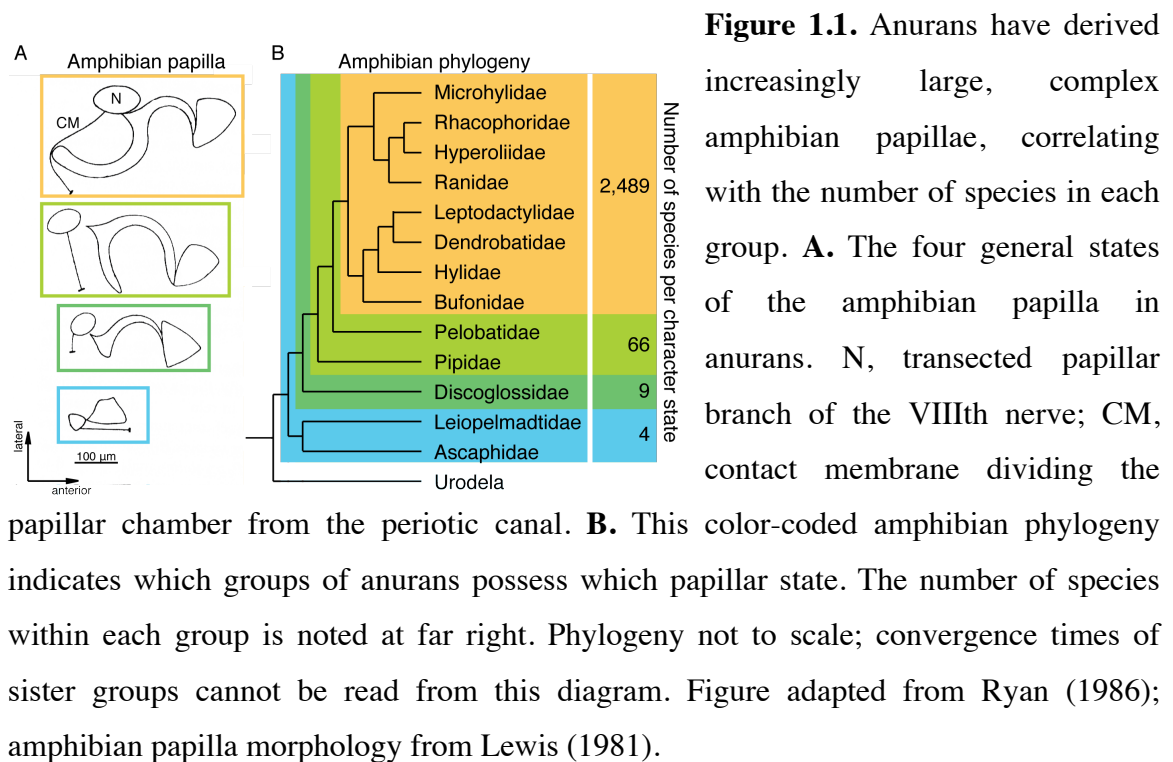 A
Amphibian papilla
N
CM
lateral
anterior
100 µm
B
Amphibian phylogeny
Microhylidae
Rhacophoridae
Hyperoliidae
Ranidae
Leptodactylidae
Dendrobatidae
Hylidae
Bufonidae
Pelobatidae
Pipidae
Discoglossidae
Leiopelmadtidae
Ascaphidae
Urodela
2,489
66
9
4
Number of species per character state
Figure 1.1. Anurans have derived
increasingly large, complex
amphibian papillae, correlating
with the number of species in each
group. A. The four general states
of the amphibian papilla in
anurans. N, transected papillar
branch of the VIIIth nerve; CM,
contact membrane dividing the
papillar chamber from the periotic canal. B. This color-coded amphibian phylogeny
indicates which groups of anurans possess which papillar state. The number of species
within each group is noted at far right. Phylogeny not to scale; convergence times of
sister groups cannot be read from this diagram. Figure adapted from Ryan (1986);
amphibian papilla morphology from Lewis (1981).